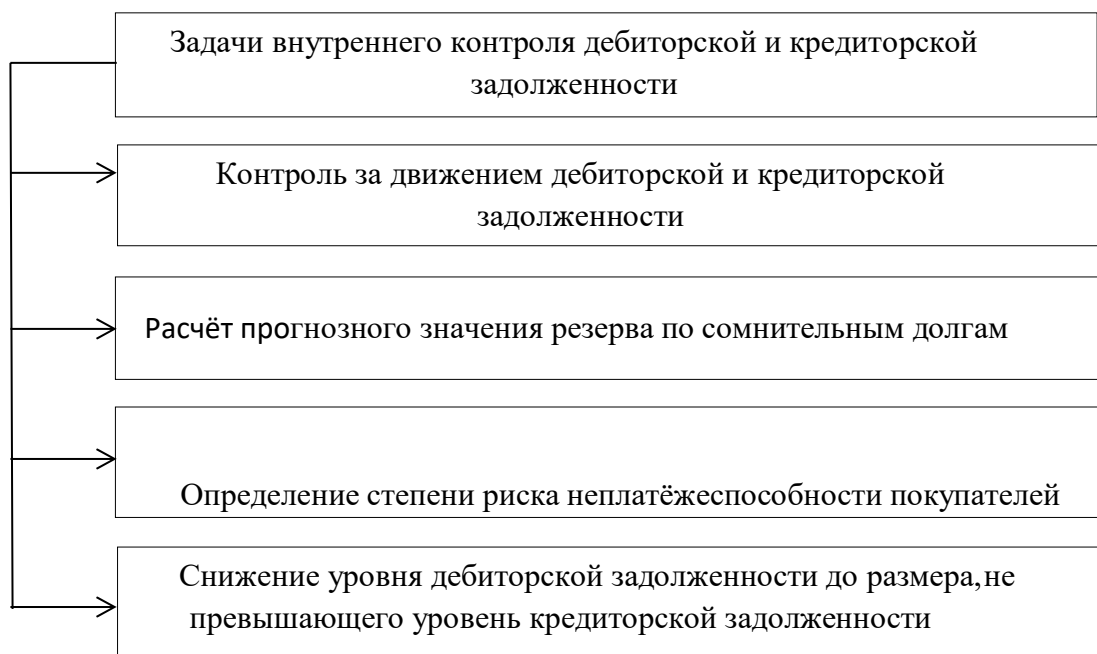 Задачи внутреннего контроля дебиторской и кредиторской
задолженности
Контроль за движением дебиторской и кредиторской
задолженности
Расчёт прогнозного значения резерва по сомнительным долгам
Определение степени риска неплатёжеспособности покупателей
Снижение уровня дебиторской задолженности до размера,не
превышающего уровень кредиторской задолженности